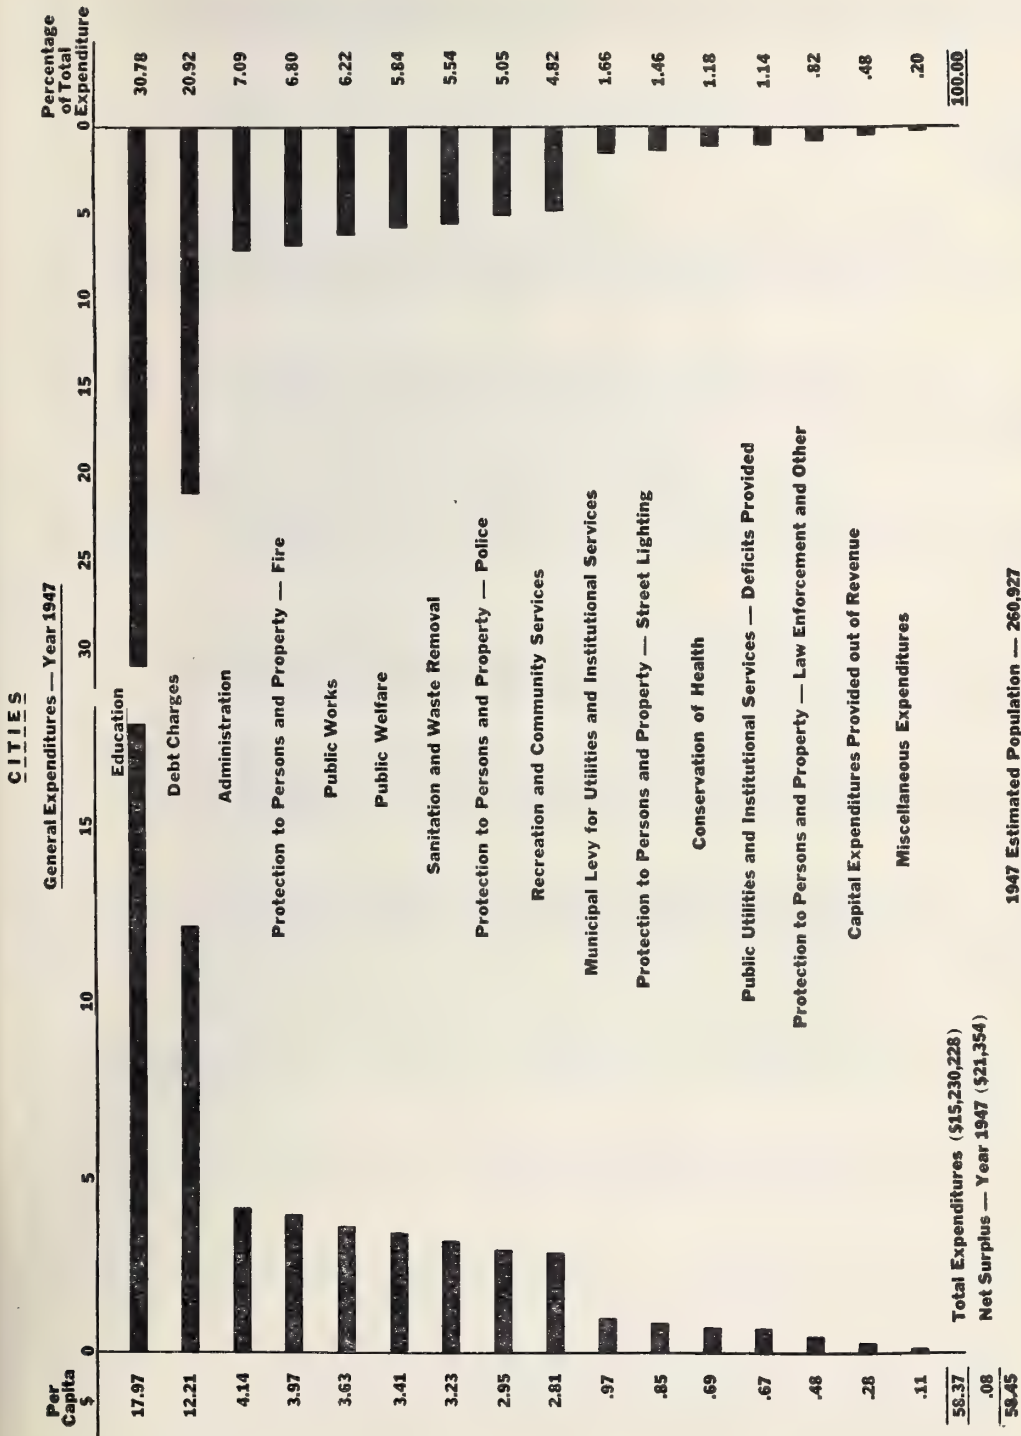 CITIES
General Expenditures — Year 1947
Per Capita $
0 5 10 15 30 25 20 15 10 5 0
Percentage of Total Expenditure
17.97 Education 30.78
12.21 Debt Charges 20.92
4.14 Administration 7.09
3.97 Protection to Persons and Property — Fire 6.80
3.63 Public Works 6.22
3.41 Public Welfare 5.84
3.23 Sanitation and Waste Removal 5.54
2.95 Protection to Persons and Property — Police 5.05
2.81 Recreation and Community Services 4.82
.97 Municipal Levy for Utilities and Institutional Services 1.66
.85 Protection to Persons and Property — Street Lighting 1.46
.69 Conservation of Health 1.18
.67 Public Utilities and Institutional Services — Deficits Provided 1.14
.48 Protection to Persons and Property — Law Enforcement and Other .82
.28 Capital Expenditures Provided out of Revenue .48
.11 Miscellaneous Expenditures .20
58.37 Total Expenditures ($15,230,228) 100.00
.08 Net Surplus — Year 1947 ($21,354)
58.45 1947 Estimated Population — 260,927